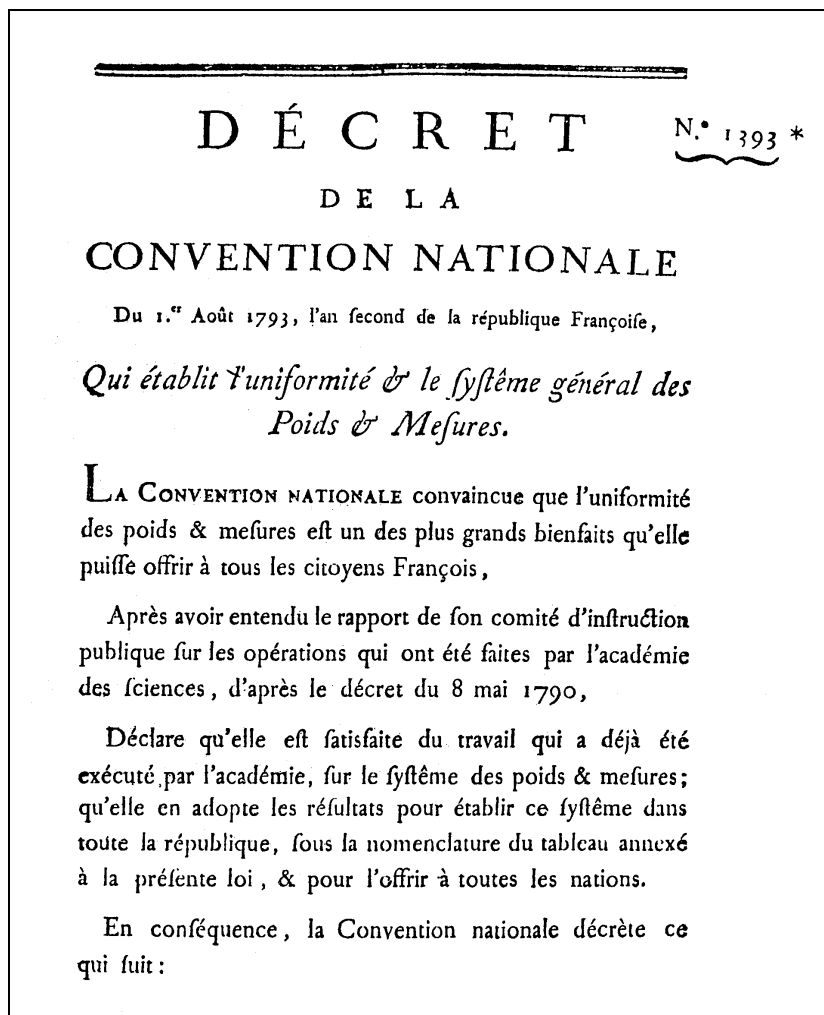 DÉCRET
N.° 1393 *
DE LA
CONVENTION NATIONALE
Du 1.er Août 1793, l'an ſecond de la république Françoiſe,
Qui établit l'uniformité & le ſyſtême général des
Poids & Meſures.
LA CONVENTION NATIONALE convaincue que l'uniformité
des poids & meſures eſt un des plus grands bienfaits qu'elle
puiſſe offrir à tous les citoyens François,
Après avoir entendu le rapport de ſon comité d'inſtruction
publique ſur les opérations qui ont été faites par l'académie
des ſciences, d'après le décret du 8 mai 1790,
Déclare qu'elle eſt ſatisfaite du travail qui a déjà été
exécuté par l'académie, ſur le ſyſtême des poids & meſures;
qu'elle en adopte les réſultats pour établir ce ſyſtême dans
toute la république, ſous la nomenclature du tableau annexé
à la préſente loi, & pour l'offrir à toutes les nations.
En conſéquence, la Convention nationale décrète ce
qui ſuit: